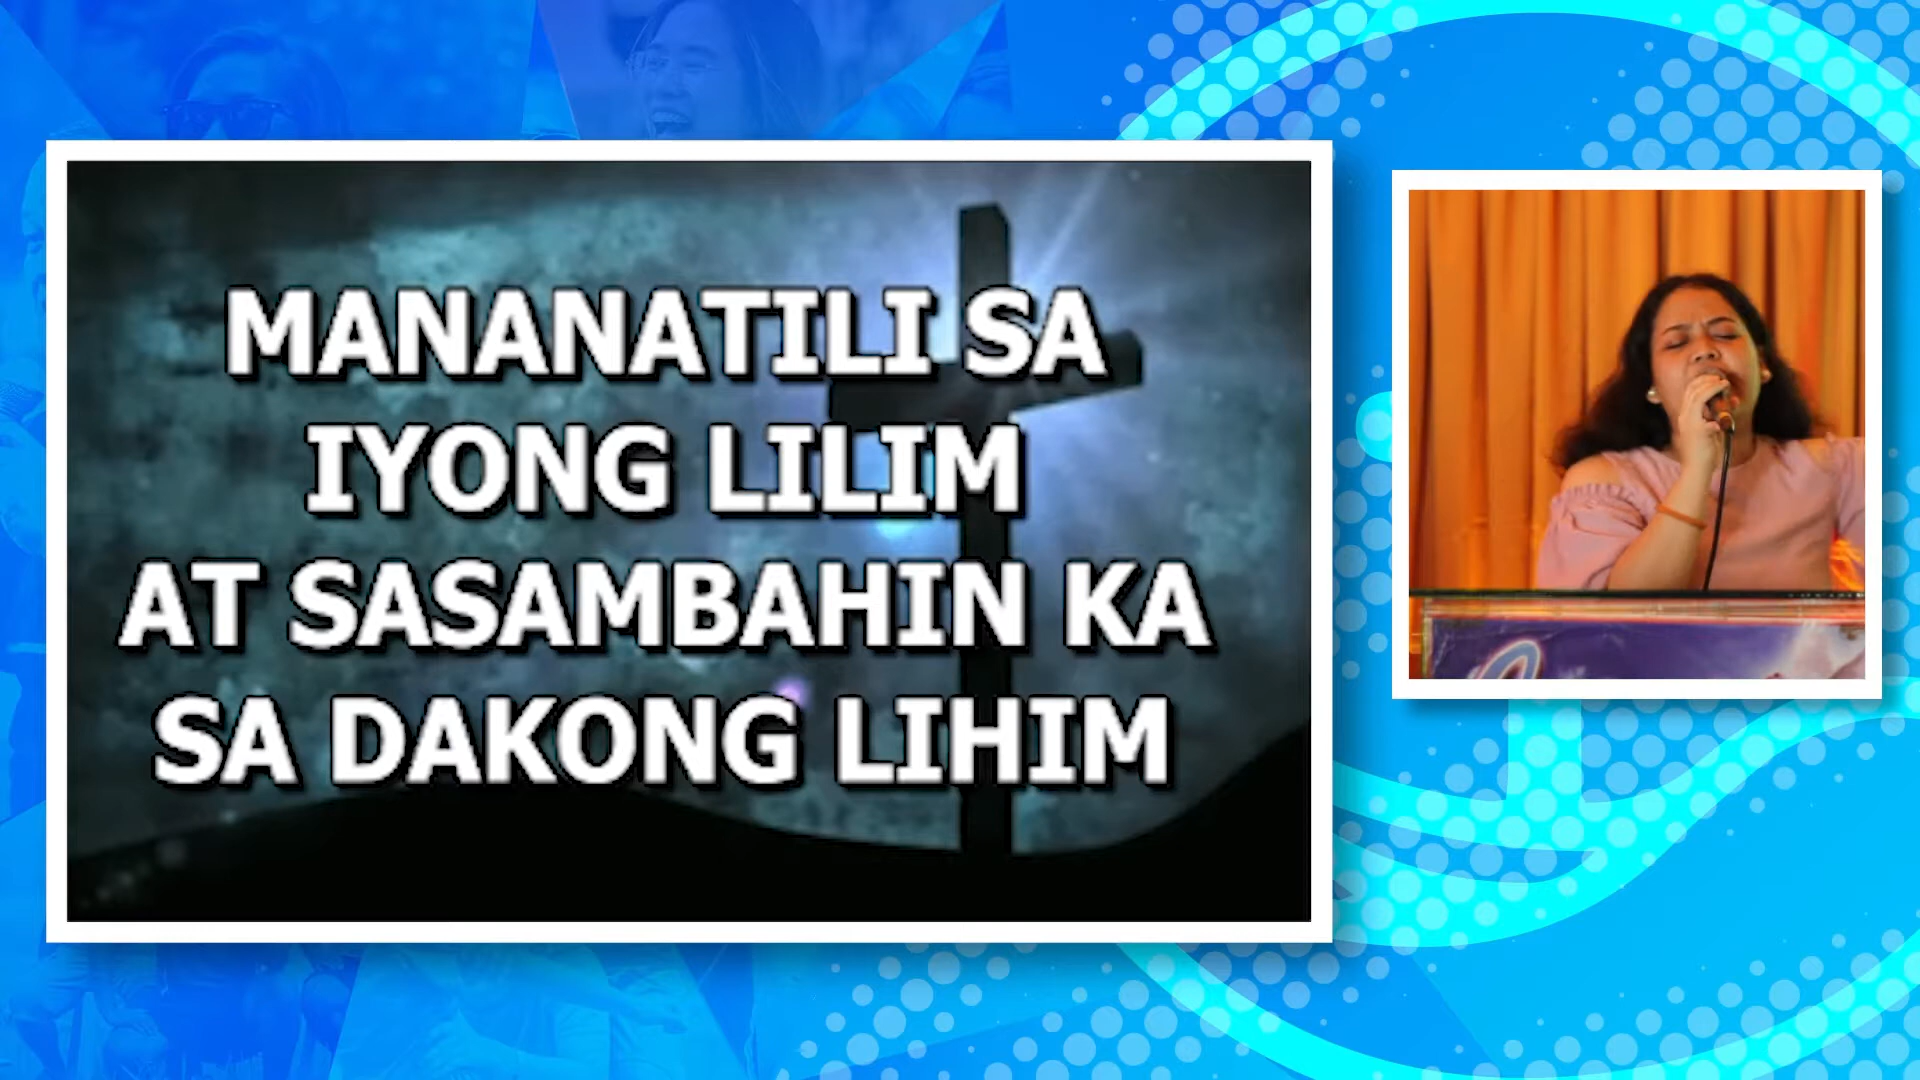 MANANATILI SA
IYONG LILIM
AT SASAMBAHIN KA
SA DAKONG LIHIM